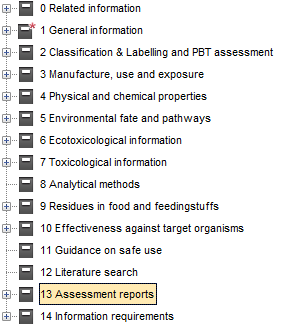 0 Related information
1 General information
2 Classification & Labelling and PBT assessment
3 Manufacture, use and exposure
4 Physical and chemical properties
5 Environmental fate and pathways
6 Ecotoxicological information
7 Toxicological information
8 Analytical methods
9 Residues in food and feedingstuffs
10 Effectiveness against target organisms
11 Guidance on safe use
12 Literature search
13 Assessment reports
14 Information requirements